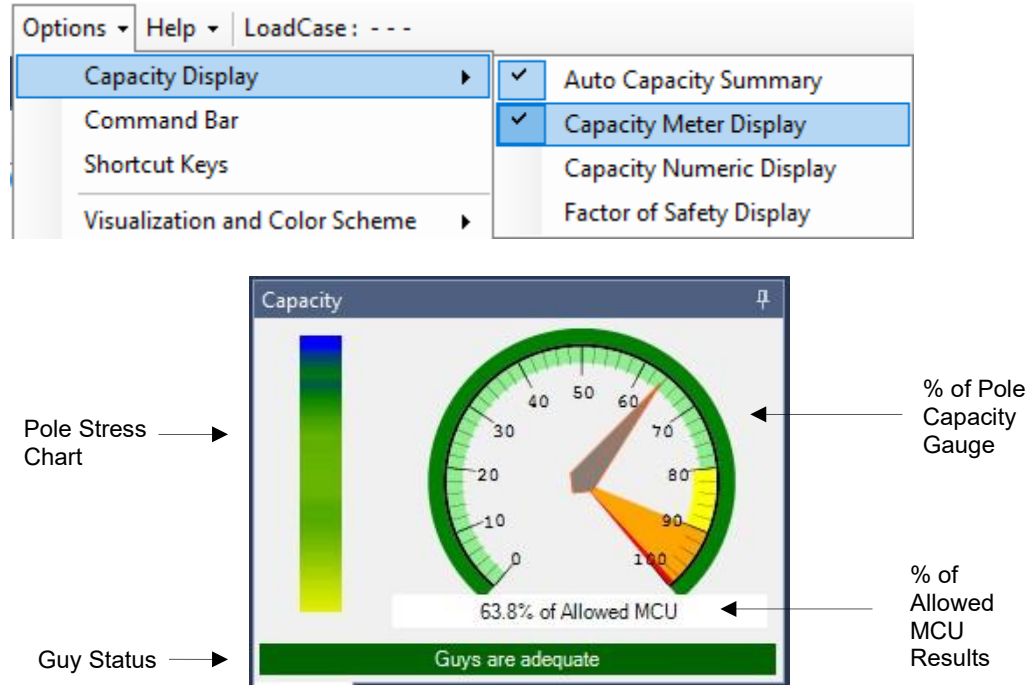 Options Help LoadCase: - - -
Capacity Display
Auto Capacity Summary
Command Bar
Capacity Meter Display
Shortcut Keys
Capacity Numeric Display
Visualization and Color Scheme
Factor of Safety Display
Capacity
Pole Stress
Chart
0
10
20
30
40
50
60
70
80
90
100
% of Pole
Capacity
Gauge
63.8% of Allowed MCU
% of
Allowed
MCU
Results
Guy Status
Guys are adequate